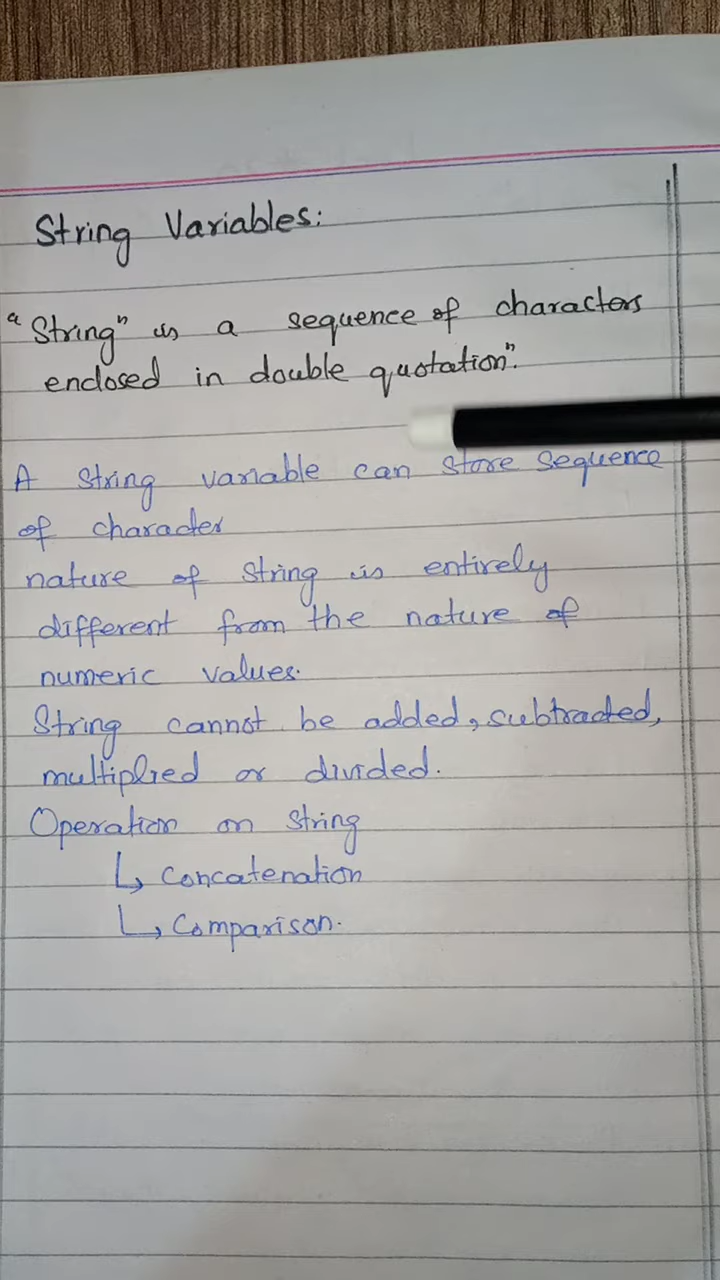 String Variables:
"String" is a sequence of characters
enclosed in double quotation".
A string variable can store sequence
of character
nature of string is entirely
different from the nature of
numeric values.
String cannot be added, subtracted,
multiplied or divided.
Operation on string
↳ Concatenation
↳ Comparison.